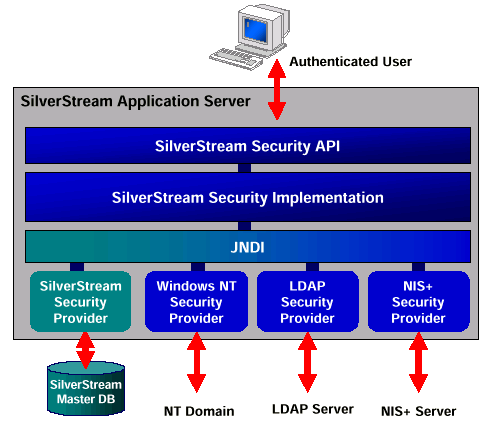 Authenticated User
SilverStream Application Server
SilverStream Security API
SilverStream Security Implementation
JNDI
SilverStream
Security
Provider
Windows NT
Security
Provider
LDAP
Security
Provider
NIS+
Security
Provider
SilverStream
Master DB
NT Domain
LDAP Server
NIS+ Server